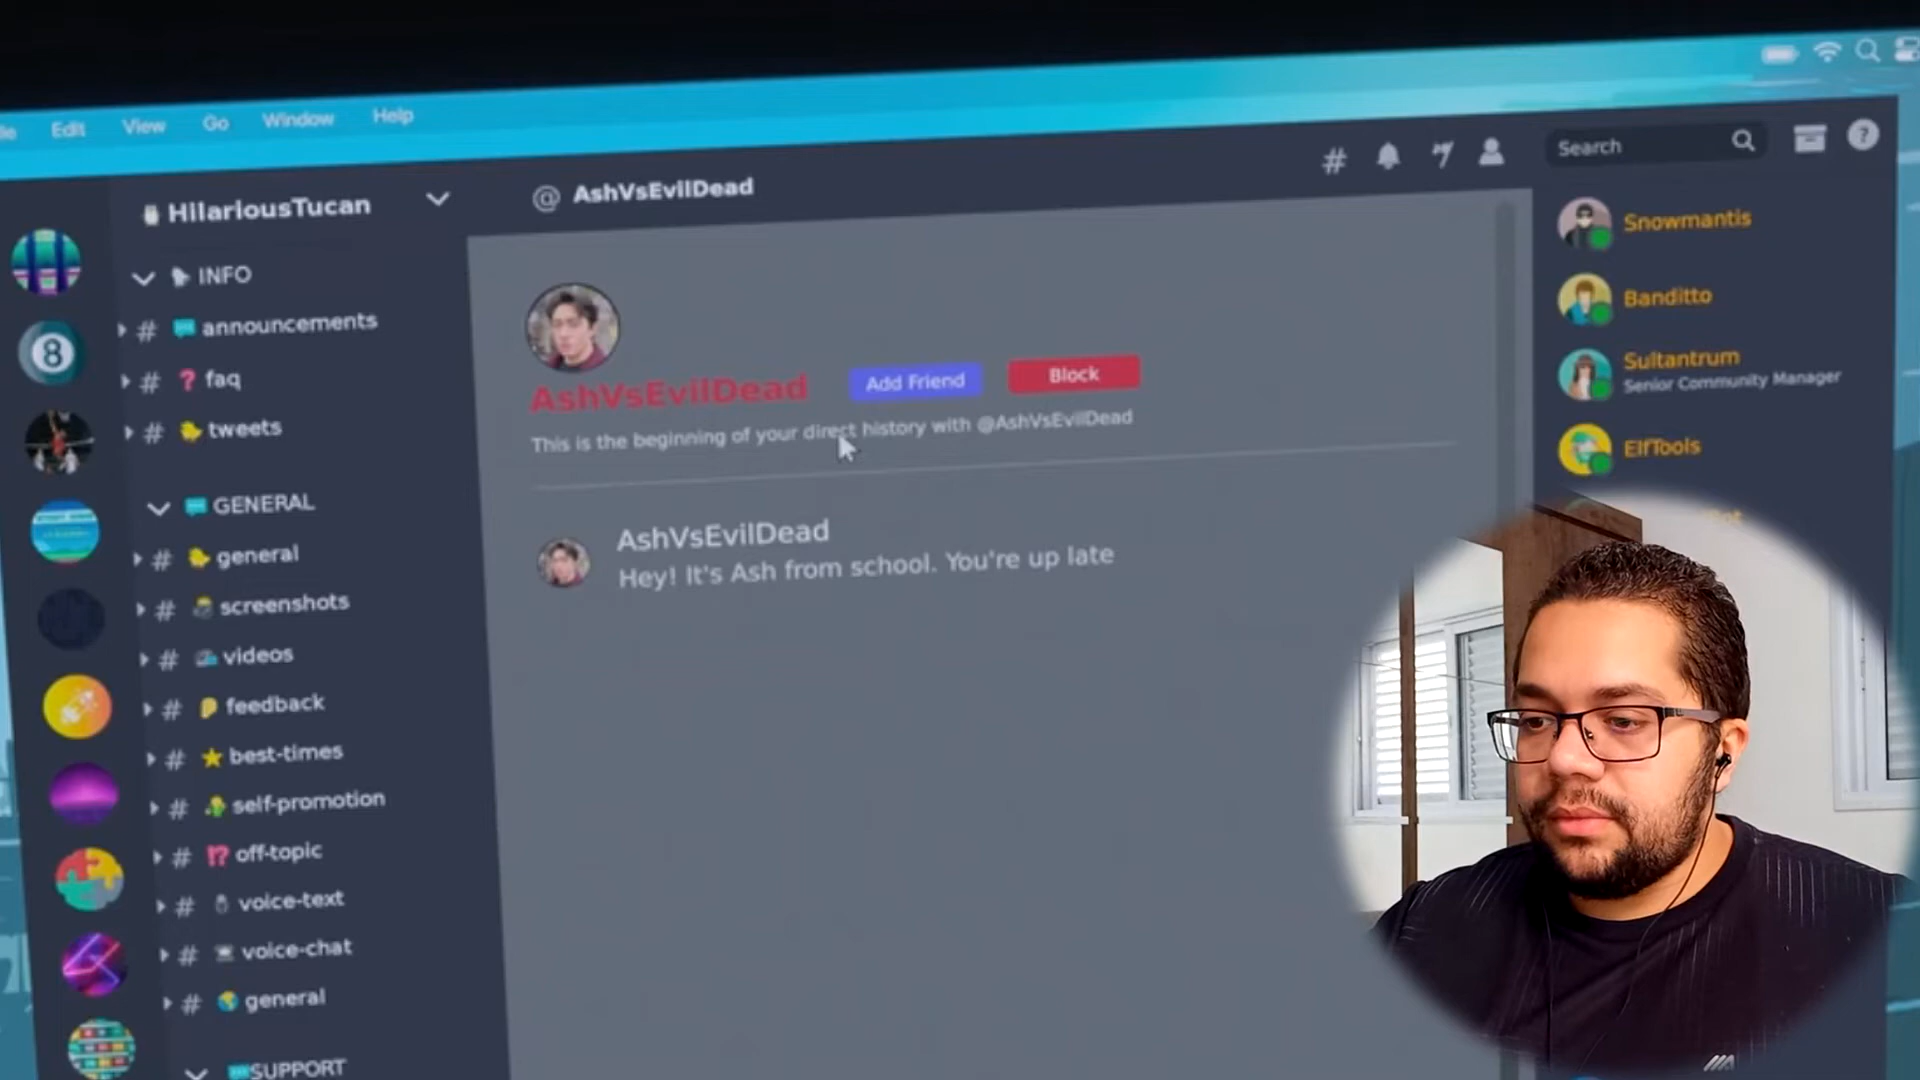 Edit View Go Window Help
HilariousTucan
@ AshVsEvilDead
# Search ?
INFO
# announcements
# ? faq
# tweets
GENERAL
# general
# screenshots
# videos
# feedback
# best-times
# self-promotion
# !? off-topic
# voice-text
# voice-chat
# general
SUPPORT
8
AshVsEvilDead
Add Friend
Block
This is the beginning of your direct history with @AshVsEvilDead
AshVsEvilDead
Hey! It's Ash from school. You're up late
Snowmantis
Banditto
Sultantrum
Senior Community Manager
ElfTools